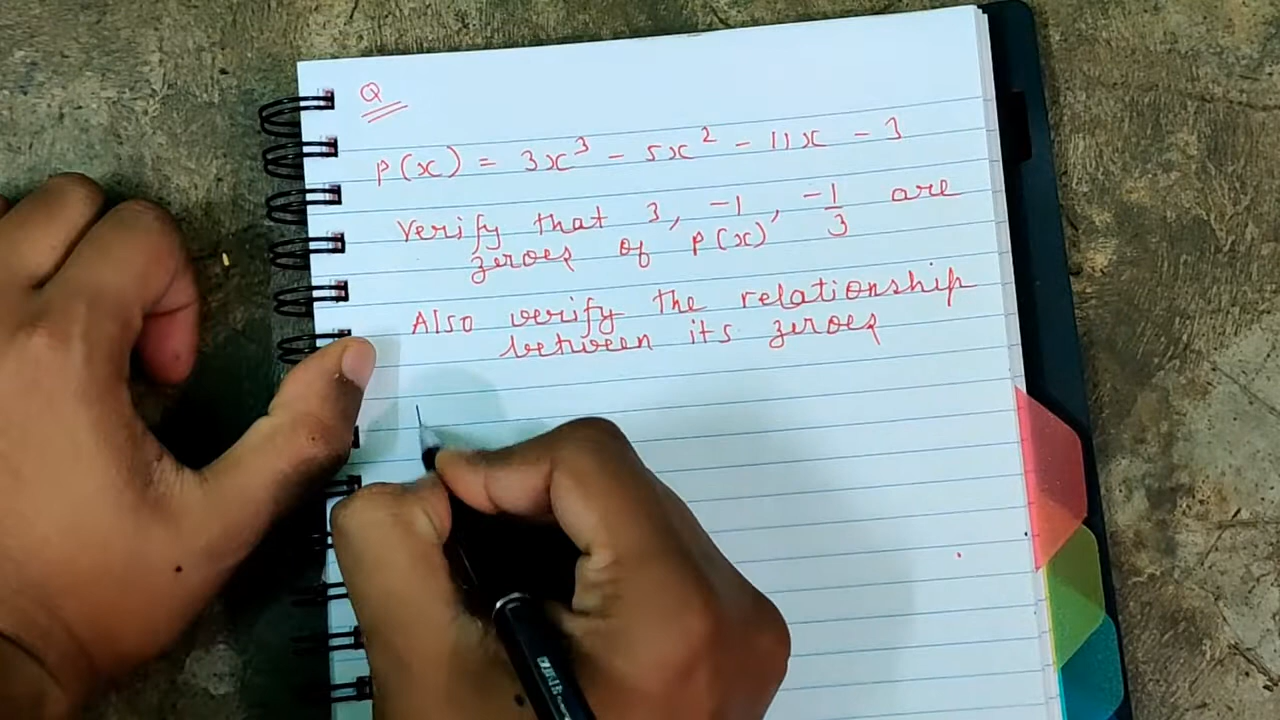 Q
p(x) = 3x³ - 5x² - 11x - 3
Verify that 3, -1, -1/3 are
zeroes of p(x)
Also verify the relationship
between its zeroes